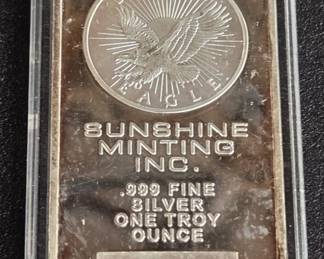 EAGLE
SUNSHINE
MINTING
INC.
.999 FINE
SILVER
ONE TROY
OUNCE